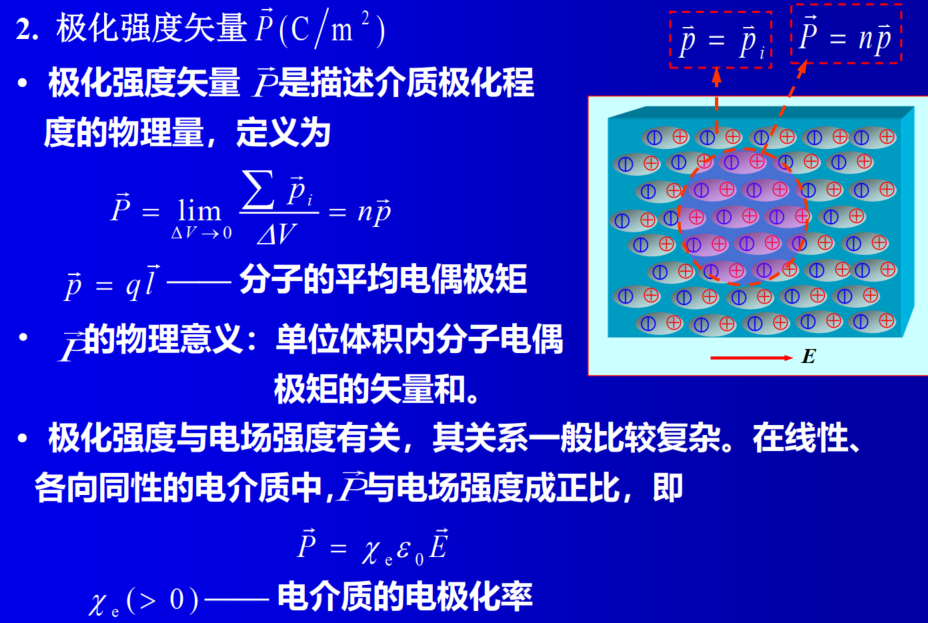 2. 极化强度矢量 $\vec{P}(\mathrm{C/m^2})$
$\vec{p} = \vec{p}_i$
$\vec{P} = n\vec{p}$
• 极化强度矢量 $\vec{P}$是描述介质极化程
度的物理量，定义为
$\vec{P} = \lim_{\Delta V \to 0} \frac{\sum \vec{p}_i}{\Delta V} = n\vec{p}$
$\vec{p} = q\vec{l}$ —— 分子的平均电偶极矩
E
• $\vec{P}$的物理意义：单位体积内分子电偶
极矩的矢量和。
• 极化强度与电场强度有关，其关系一般比较复杂。在线性、
各向同性的电介质中，$\vec{P}$与电场强度成正比，即
$\vec{P} = \chi_e \varepsilon_0 \vec{E}$
$\chi_e(> 0)$ —— 电介质的电极化率